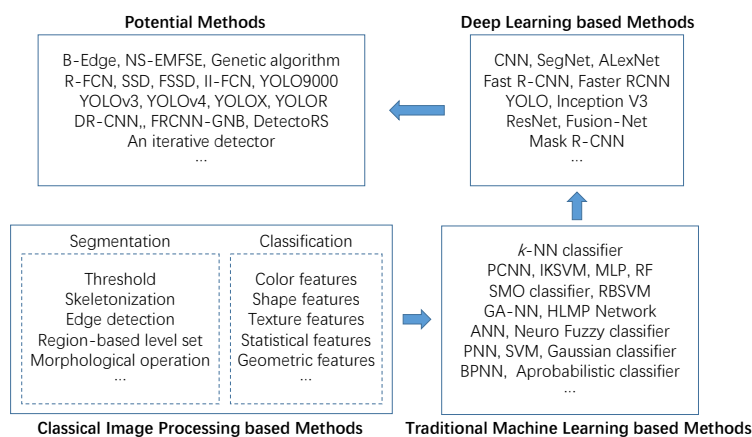 Potential Methods
B-Edge, NS-EMFSE, Genetic algorithm
R-FCN, SSD, FSSD, II-FCN, YOLO9000
YOLOv3, YOLOv4, YOLOX, YOLOR
DR-CNN,, FRCNN-GNB, DetectoRS
An iterative detector
...
Deep Learning based Methods
CNN, SegNet, ALexNet
Fast R-CNN, Faster RCNN
YOLO, Inception V3
ResNet, Fusion-Net
Mask R-CNN
...
Segmentation
Threshold
Skeletonization
Edge detection
Region-based level set
Morphological operation
...
Classification
Color features
Shape features
Texture features
Statistical features
Geometric features
...
Classical Image Processing based Methods
k-NN classifier
PCNN, IKSVM, MLP, RF
SMO classifier, RBSVM
GA-NN, HLMP Network
ANN, Neuro Fuzzy classifier
PNN, SVM, Gaussian classifier
BPNN, Aprobabilistic classifier
...
Traditional Machine Learning based Methods